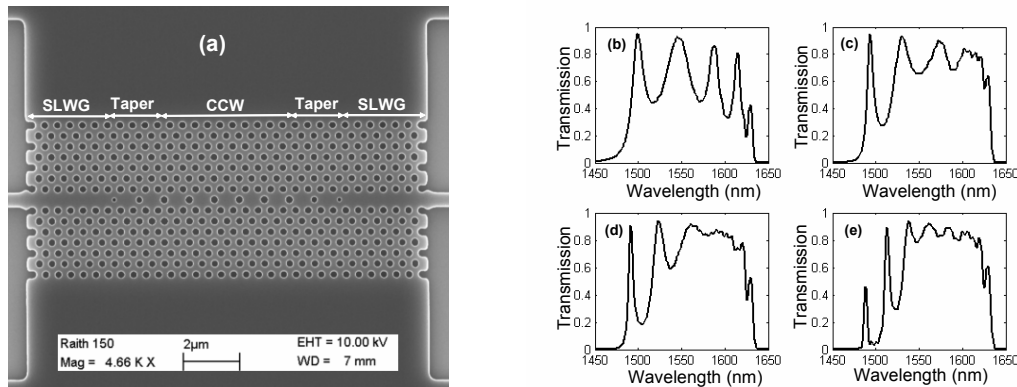 (a)
SLWG Taper CCW Taper SLWG
Raith 150
Mag = 4.66 K X
2μm
EHT = 10.00 kV
WD = 7 mm
(b)
Transmission
1
0.8
0.6
0.4
0.2
0
1450 1500 1550 1600 1650
Wavelength (nm)
(c)
Transmission
1
0.8
0.6
0.4
0.2
0
1450 1500 1550 1600 1650
Wavelength (nm)
(d)
Transmission
1
0.8
0.6
0.4
0.2
0
1450 1500 1550 1600 1650
Wavelength (nm)
(e)
Transmission
1
0.8
0.6
0.4
0.2
0
1450 1500 1550 1600 1650
Wavelength (nm)